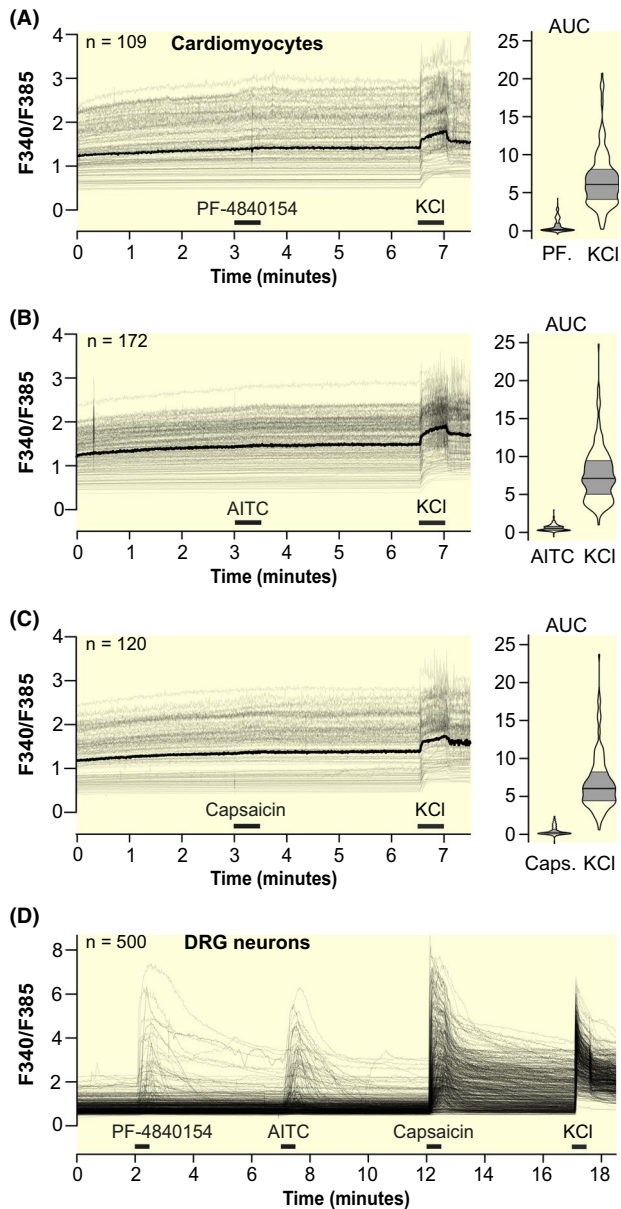 (A)
n = 109 Cardiomyocytes
F340/F385
4
3
2
1
0
PF-4840154 KCl
0 1 2 3 4 5 6 7
Time (minutes)
AUC
25
20
15
10
5
0
PF. KCl
(B)
n = 172
F340/F385
4
3
2
1
0
AITC KCl
0 1 2 3 4 5 6 7
Time (minutes)
AUC
25
20
15
10
5
0
AITC KCl
(C)
n = 120
F340/F385
4
3
2
1
0
Capsaicin KCl
0 1 2 3 4 5 6 7
Time (minutes)
AUC
25
20
15
10
5
0
Caps. KCl
(D)
n = 500 DRG neurons
F340/F385
8
6
4
2
0
PF-4840154 AITC Capsaicin KCl
0 2 4 6 8 10 12 14 16 18
Time (minutes)